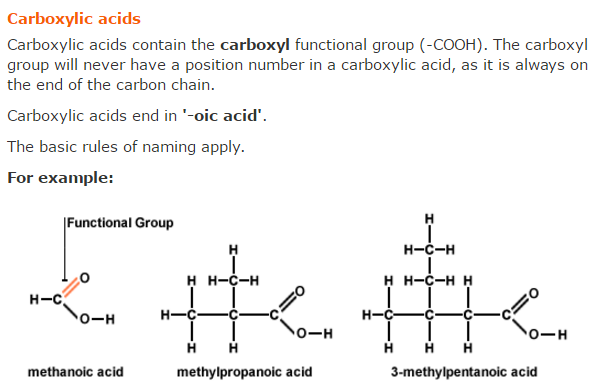 Carboxylic acids
Carboxylic acids contain the carboxyl functional group (-COOH). The carboxyl
group will never have a position number in a carboxylic acid, as it is always on
the end of the carbon chain.
Carboxylic acids end in '-oic acid'.
The basic rules of naming apply.
For example:
Functional Group
H-C
O
O-H
methanoic acid
H
H H-C-H
O
H-C-C-C
O-H
H H
methylpropanoic acid
H
H-C-H
H H-C-H H
O
H-C-C-C-C
O-H
H H H
3-methylpentanoic acid